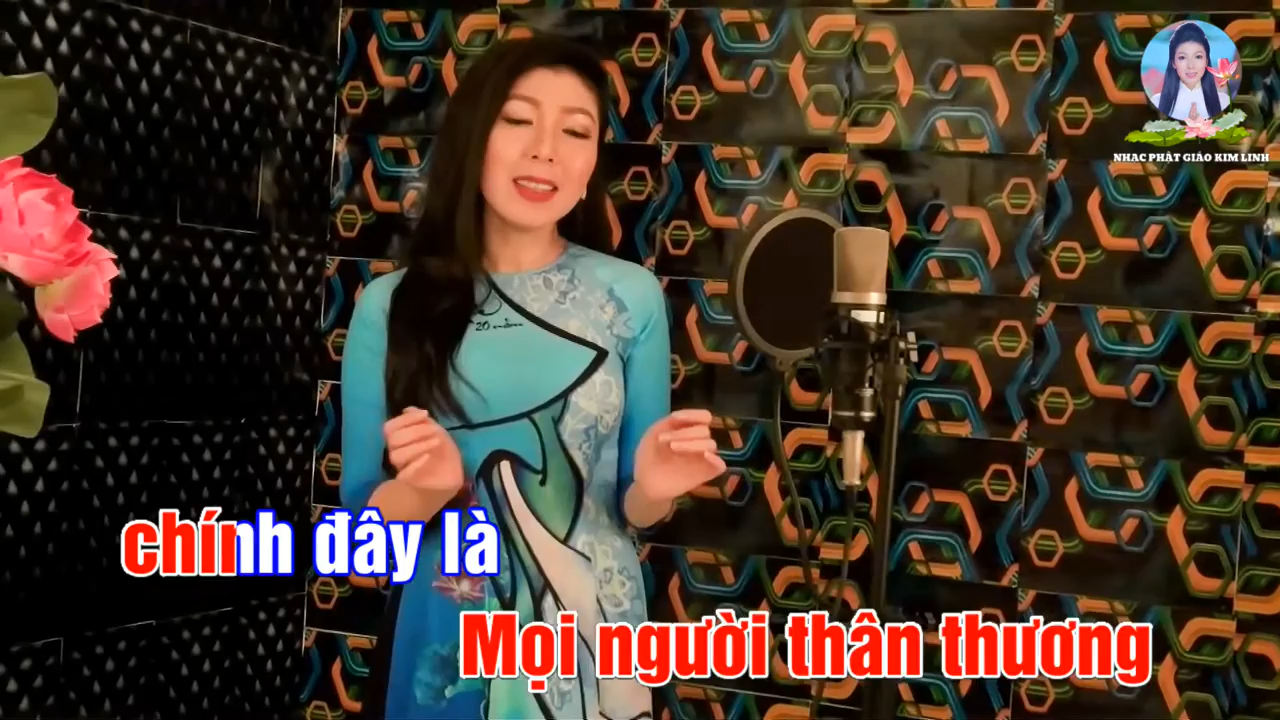 NHẠC PHẬT GIÁO KIM LINH
chính đây là
Mọi người thân thương